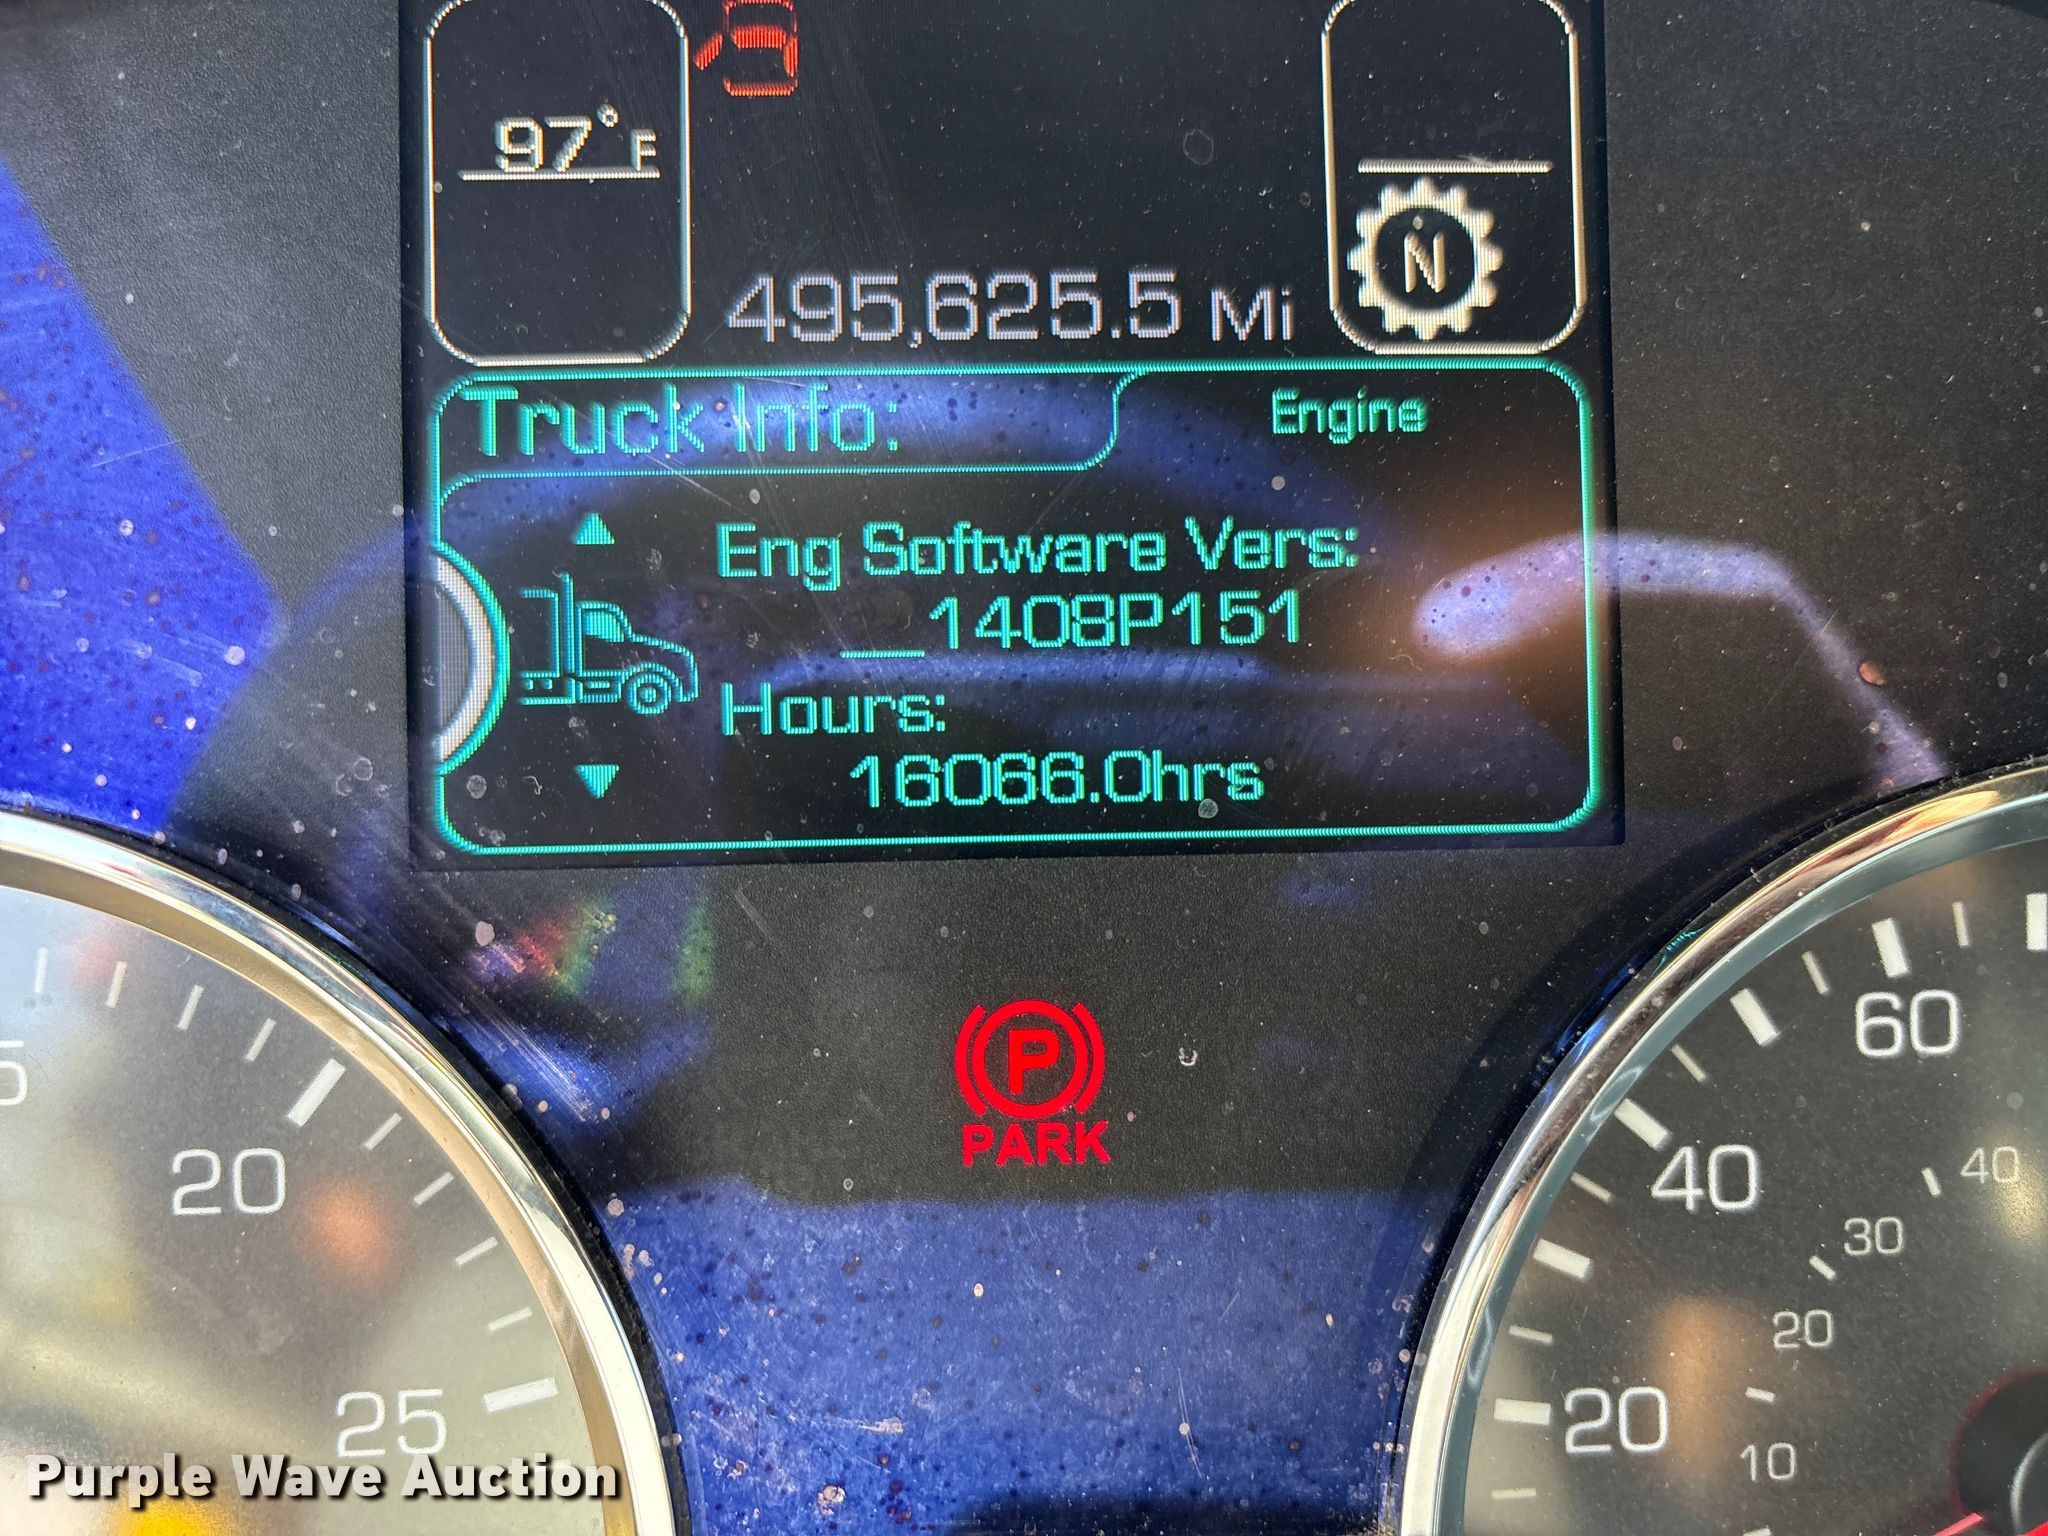 97°F
N
495,625.5 Mi
Truck Info:
Engine
Eng Software Vers:
__1408P151
Hours:
16066.0hrs
P
PARK
20
25
60
40
20
40
30
20
10
Purple Wave Auction